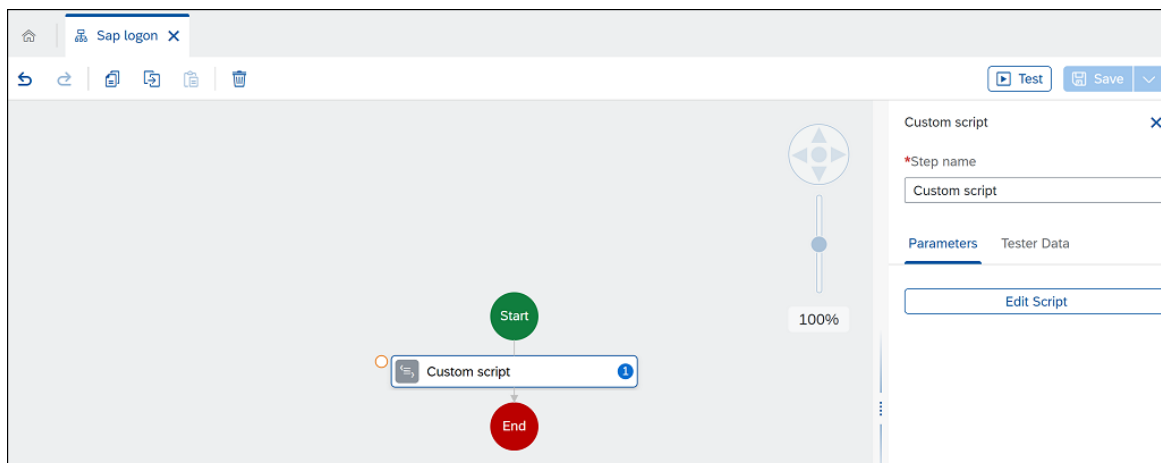 Sap logon
Test
Save
Custom script
*Step name
Custom script
Parameters Tester Data
Edit Script
100%
Start
Custom script 1
End